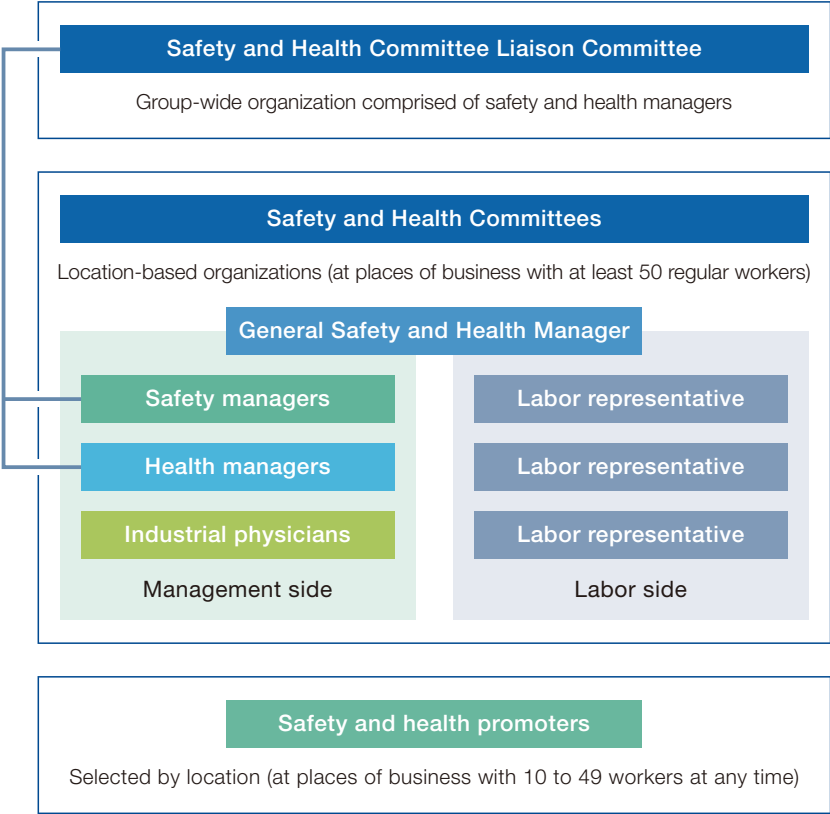 Safety and Health Committee Liaison Committee
Group-wide organization comprised of safety and health managers
Safety and Health Committees
Location-based organizations (at places of business with at least 50 regular workers)
General Safety and Health Manager
Safety managers
Health managers
Industrial physicians
Management side
Labor representative
Labor representative
Labor representative
Labor side
Safety and health promoters
Selected by location (at places of business with 10 to 49 workers at any time)